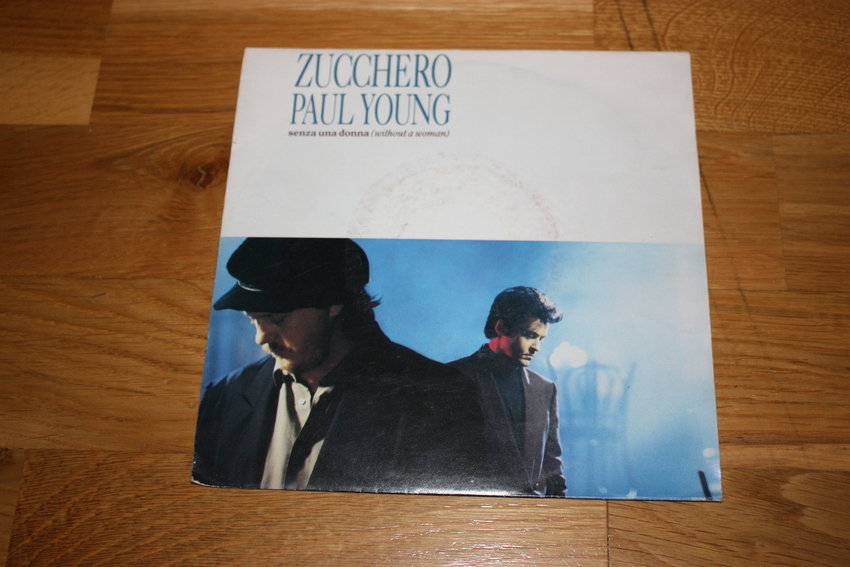 ZUCCHERO
PAUL YOUNG
senza una donna (without a woman)